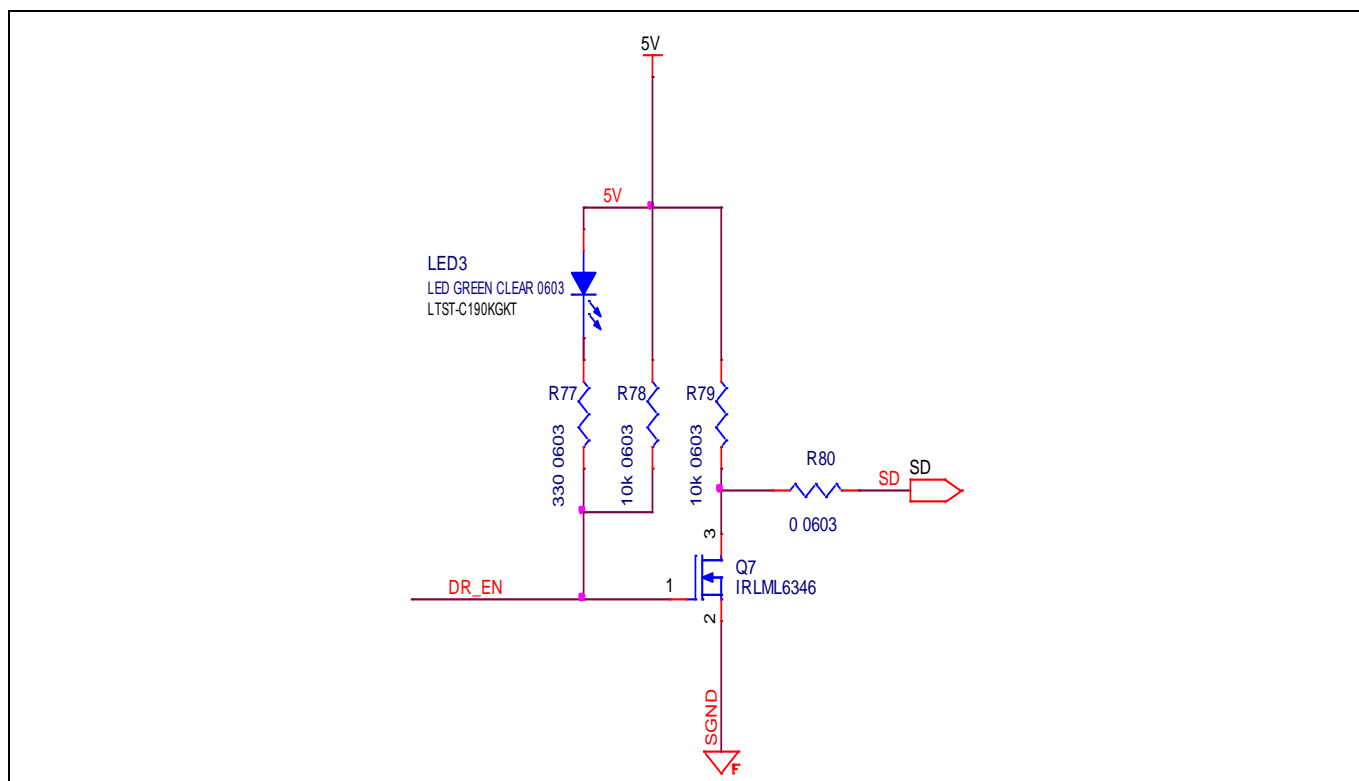 5V
5V
LED3
LED GREEN CLEAR 0603
LTST-C190KGKT
R77
330 0603
R78
10k 0603
R79
10k 0603
R80
0 0603
SD
SD
3
Q7
IRLML6346
1
DR_EN
2
SGND
F